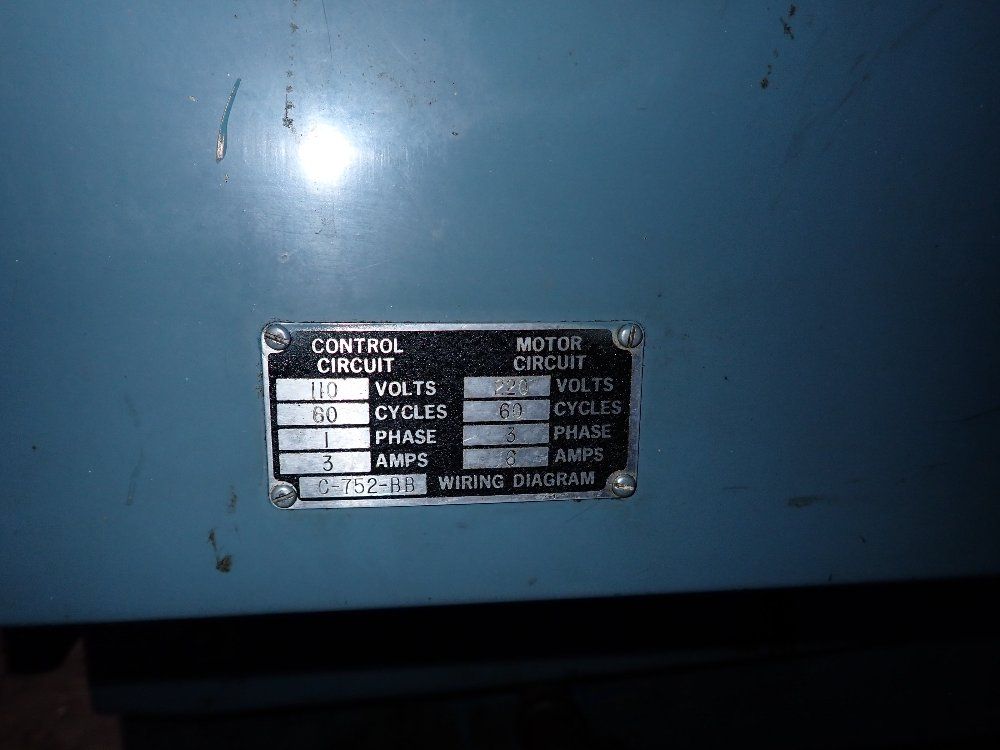 CONTROL CIRCUIT
110 VOLTS
60 CYCLES
1 PHASE
3 AMPS
MOTOR CIRCUIT
220 VOLTS
60 CYCLES
3 PHASE
6 AMPS
C-752-BB WIRING DIAGRAM